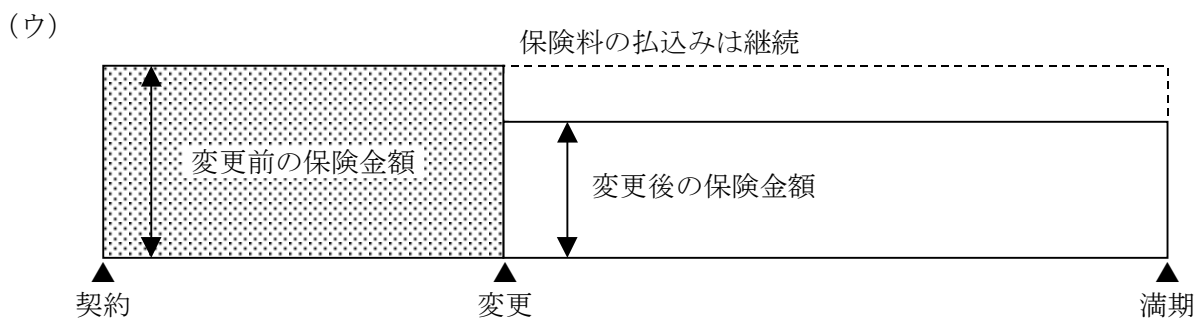 （ウ）
保険料の払込みは継続
変更前の保険金額
変更後の保険金額
契約
変更
満期